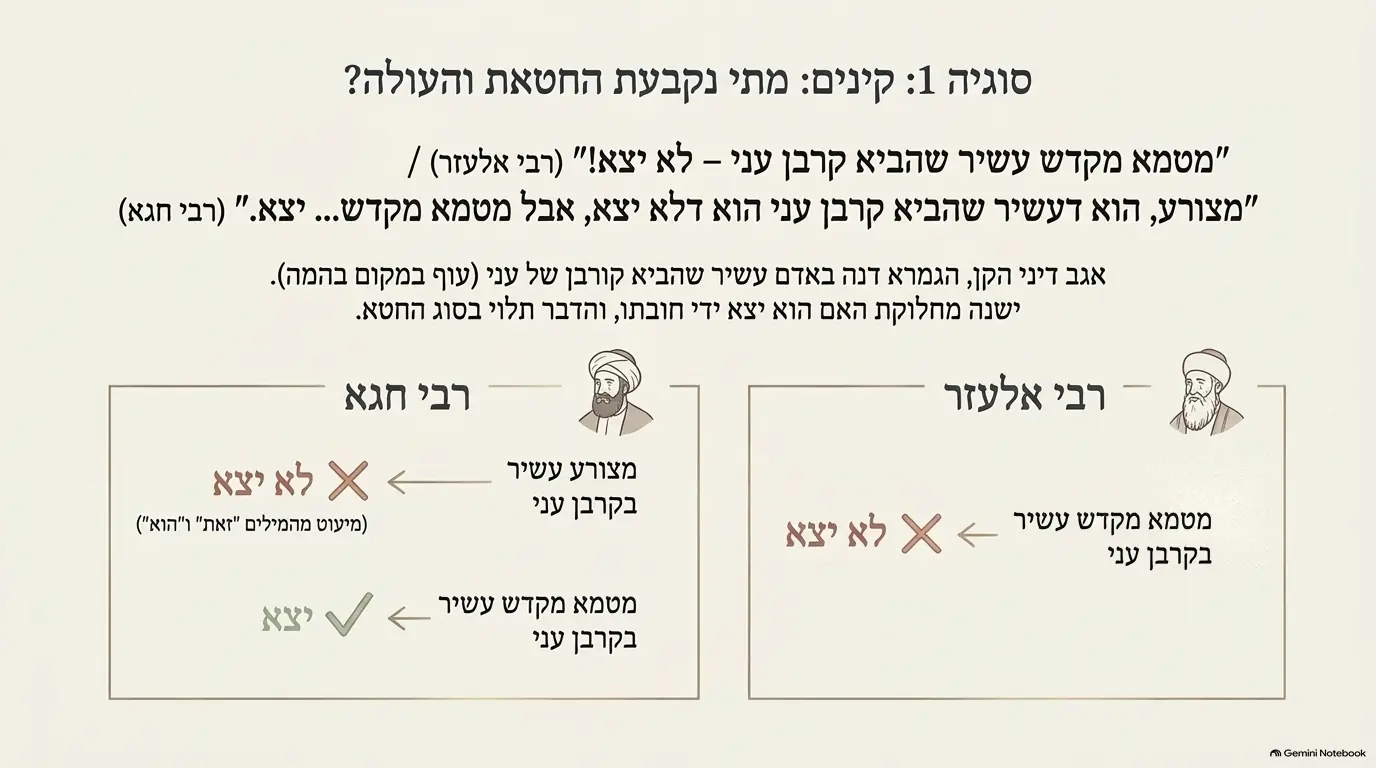 סוגיה 1: קינים: מתי נקבעת החטאת והעולה?
"מטמא מקדש עשיר שהביא קרבן עני – לא יצא!" (רבי אלעזר) /
"מצורע, הוא דעשיר שהביא קרבן עני הוא דלא יצא, אבל מטמא מקדש... יצא." (רבי חגא)
אגב דיני הקן, הגמרא דנה באדם עשיר שהביא קורבן של עני (עוף במקום בהמה).
ישנה מחלוקת האם הוא יצא ידי חובתו, והדבר תלוי בסוג החטא.
רבי אלעזר
מטמא מקדש עשיר
בקרבן עני
לא יצא
רבי חגא
מצורע עשיר
בקרבן עני
לא יצא
(מיעוט מהמילים "זאת" ו"הוא")
מטמא מקדש עשיר
בקרבן עני
יצא
Gemini Notebook